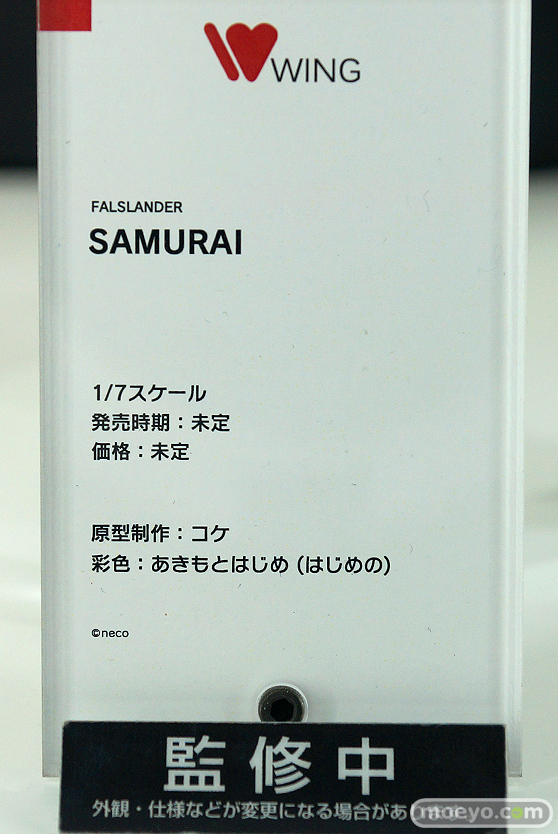 WING
FALSLANDER
SAMURAI
1/7スケール
発売時期：未定
価格：未定
原型制作：コケ
彩色：あきもとはじめ (はじめの)
©neco
監修中
外観・仕様などが変更になる場合があ
moeyo.com